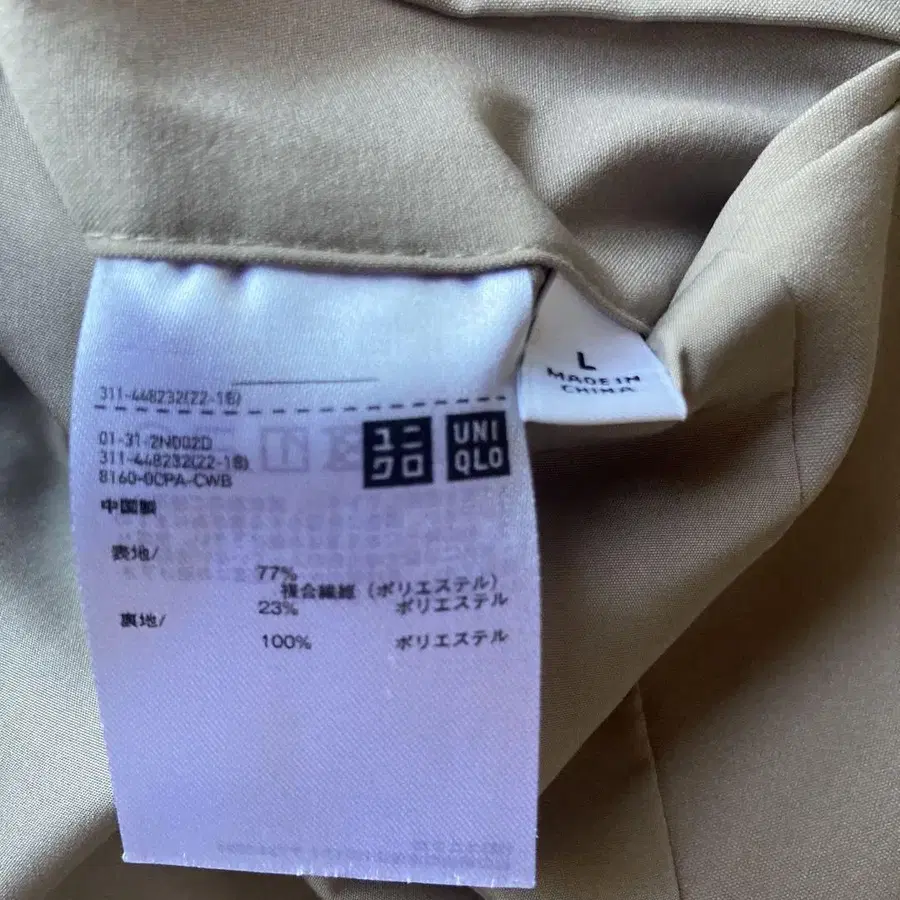 L
MADE IN
CHINA
311-448232(22-18)
ユニ
クロ
UNI
QLO
01-31-2N002D
311-448232(22-18)
8160-0CPA-CWB
中国製
表地/
77%
複合繊維(ポリエステル)
23% ポリエステル
裏地/
100% ポリエステル